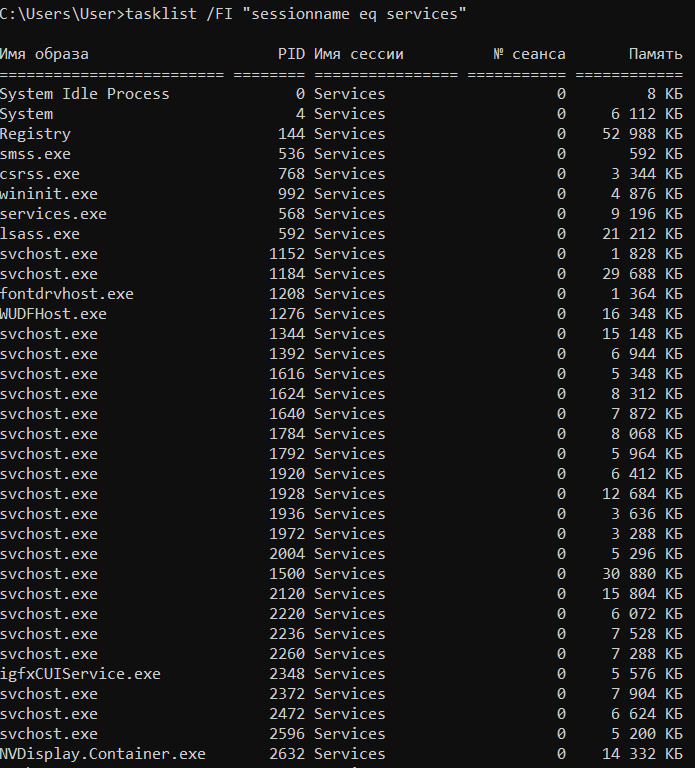 C:\Users\User>tasklist /FI "sessionname eq services"
Имя образа PID Имя сессии № сеанса Память
========================= ======== ================ =========== ============
System Idle Process 0 Services 0 8 КБ
System 4 Services 0 6 112 КБ
Registry 144 Services 0 52 988 КБ
smss.exe 536 Services 0 592 КБ
csrss.exe 768 Services 0 3 344 КБ
wininit.exe 992 Services 0 4 876 КБ
services.exe 568 Services 0 9 196 КБ
lsass.exe 592 Services 0 21 212 КБ
svchost.exe 1152 Services 0 1 828 КБ
svchost.exe 1184 Services 0 29 688 КБ
fontdrvhost.exe 1208 Services 0 1 364 КБ
WUDFHost.exe 1276 Services 0 16 348 КБ
svchost.exe 1344 Services 0 15 148 КБ
svchost.exe 1392 Services 0 6 944 КБ
svchost.exe 1616 Services 0 5 348 КБ
svchost.exe 1624 Services 0 8 312 КБ
svchost.exe 1640 Services 0 7 872 КБ
svchost.exe 1784 Services 0 8 068 КБ
svchost.exe 1792 Services 0 5 964 КБ
svchost.exe 1920 Services 0 6 412 КБ
svchost.exe 1928 Services 0 12 684 КБ
svchost.exe 1936 Services 0 3 636 КБ
svchost.exe 1972 Services 0 3 288 КБ
svchost.exe 2004 Services 0 5 296 КБ
svchost.exe 1500 Services 0 30 880 КБ
svchost.exe 2120 Services 0 15 804 КБ
svchost.exe 2220 Services 0 6 072 КБ
svchost.exe 2236 Services 0 7 528 КБ
svchost.exe 2260 Services 0 7 288 КБ
igfxCUIService.exe 2348 Services 0 5 576 КБ
svchost.exe 2372 Services 0 7 904 КБ
svchost.exe 2472 Services 0 6 624 КБ
svchost.exe 2596 Services 0 5 200 КБ
NVDisplay.Container.exe 2632 Services 0 14 332 КБ